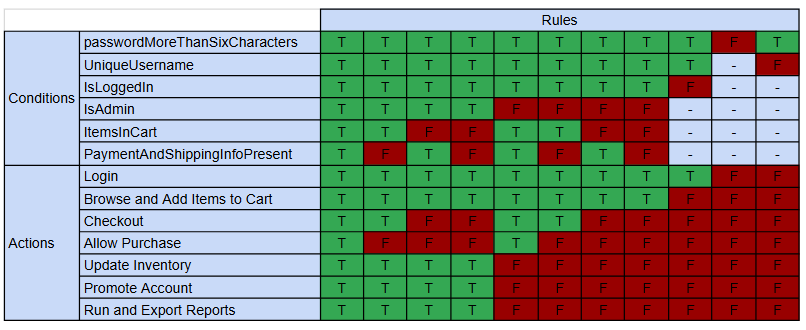 Rules
Conditions
passwordMoreThanSixCharacters T T T T T T T T T F T
UniqueUsername T T T T T T T T T - F
IsLoggedIn T T T T T T T T F - -
IsAdmin T T T T F F F F - - -
ItemsInCart T T F F T T F F - - -
PaymentAndShippingInfoPresent T F T F T F T F - - -
Actions
Login T T T T T T T T T F F
Browse and Add Items to Cart T T T T T T T T F F F
Checkout T T F F T T F F F F F
Allow Purchase T F F F T F F F F F F
Update Inventory T T T T F F F F F F F
Promote Account T T T T F F F F F F F
Run and Export Reports T T T T F F F F F F F